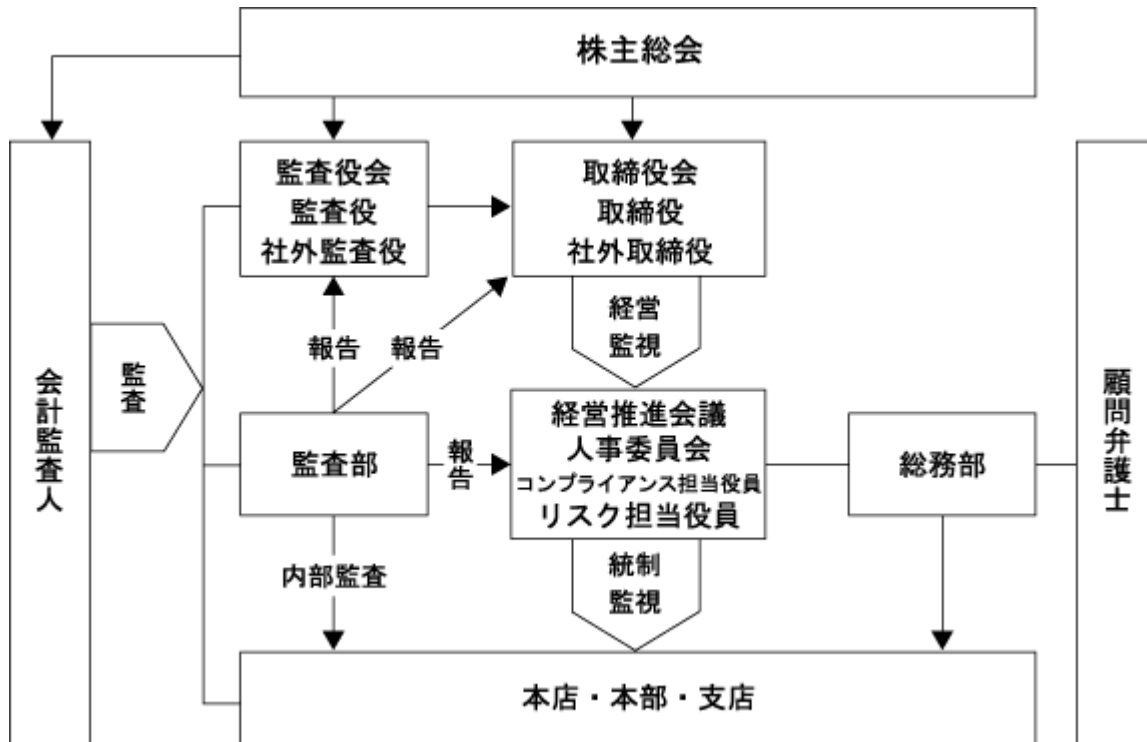 株主総会
監査役会
監査役
社外監査役
取締役会
取締役
社外取締役
経営
監視
報告
報告
監査
会計監査人
顧問弁護士
監査部
報告
経営推進会議
人事委員会
コンプライアンス担当役員
リスク担当役員
総務部
内部監査
統制
監視
本店・本部・支店